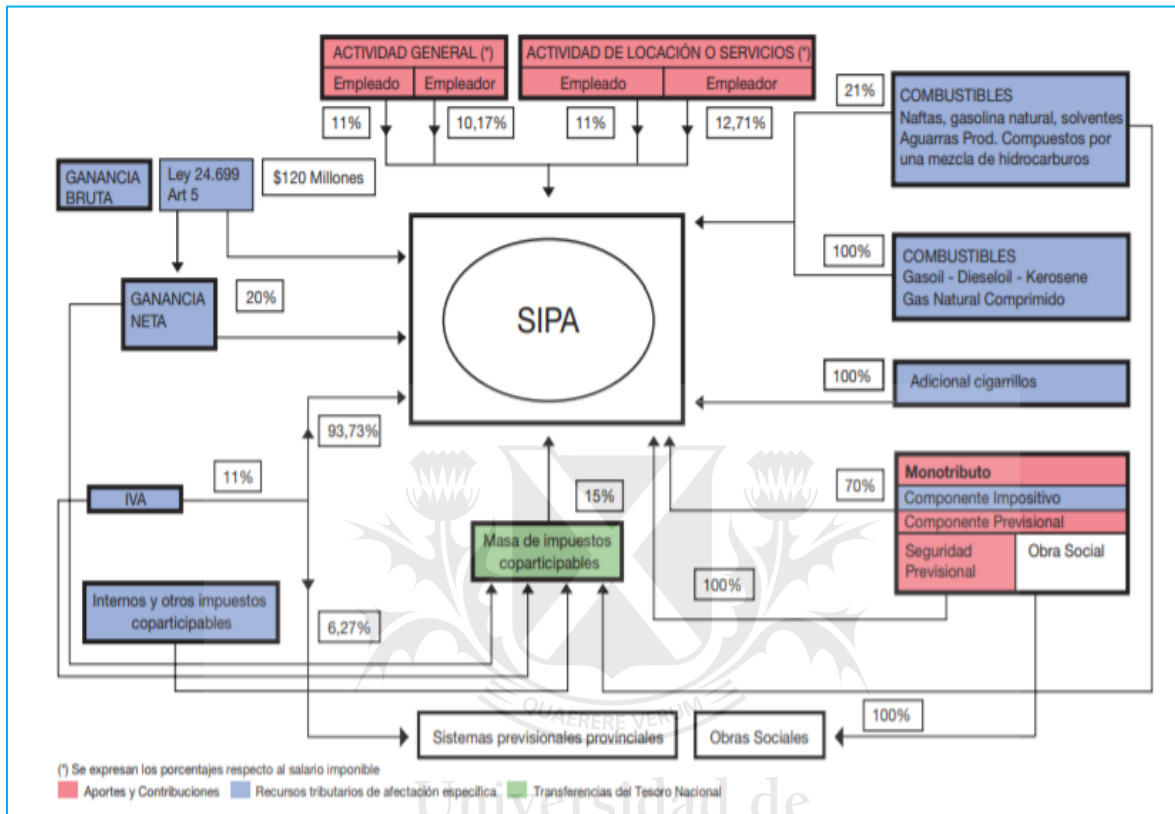 ACTIVIDAD GENERAL (*)
Empleado
Empleador
ACTIVIDAD DE LOCACIÓN O SERVICIOS (*)
Empleado
Empleador
11%
10,17%
11%
12,71%
21%
COMBUSTIBLES
Naftas, gasolina natural, solventes
Aguarras Prod. Compuestos por
una mezcla de hidrocarburos
GANANCIA
BRUTA
Ley 24.699
Art 5
$120 Millones
100%
COMBUSTIBLES
Gasoil - Dieseloil - Kerosene
Gas Natural Comprimido
GANANCIA
NETA
20%
SIPA
100%
Adicional cigarrillos
93,73%
IVA
11%
15%
Masa de impuestos
coparticipables
70%
Monotributo
Componente Impositivo
Componente Previsional
Seguridad
Previsional
Obra Social
100%
Internos y otros impuestos
coparticipables
6,27%
QUAERERE VERUM
100%
Sistemas previsionales provinciales
Obras Sociales
(*) Se expresan los porcentajes respecto al salario imponible
Aportes y Contribuciones
Recursos tributarios de afectación específica
Transferencias del Tesoro Nacional
Universidad de